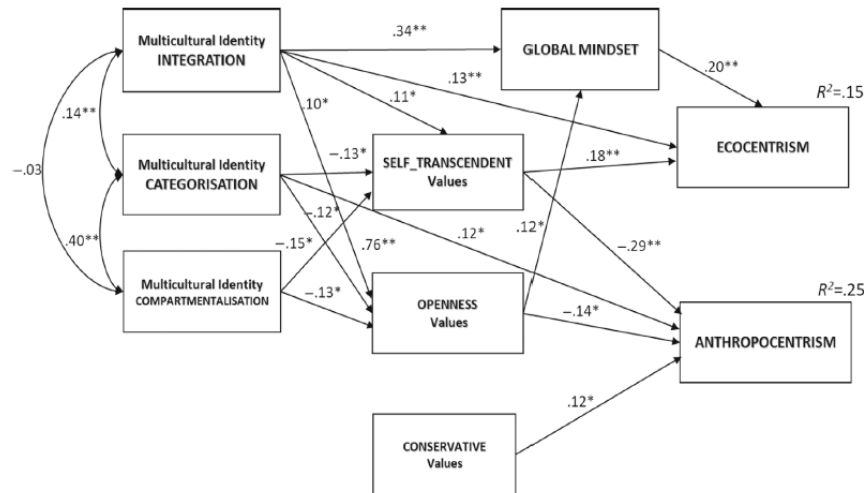 Multicultural Identity
INTEGRATION
.34**
GLOBAL MINDSET
.20**
R²=.15
.13**
.10*
.11*
.14**
–.03
Multicultural Identity
CATEGORISATION
–.13*
SELF_TRANSCENDENT
Values
.18**
ECOCENTRISM
–.12*
.12*
.12*
.40**
–.15*
.76**
–.29**
Multicultural Identity
COMPARTMENTALISATION
–.13*
OPENNESS
Values
–.14*
R²=.25
ANTHROPOCENTRISM
.12*
CONSERVATIVE
Values